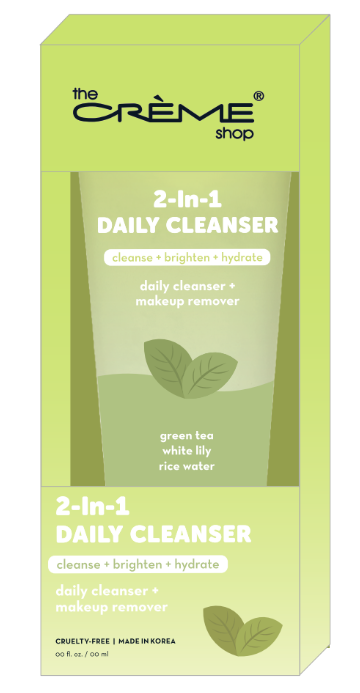 the
CRÈME®
shop
2-In-1
DAILY CLEANSER
cleanse + brighten + hydrate
daily cleanser +
makeup remover
green tea
white lily
rice water
2-In-1
DAILY CLEANSER
cleanse + brighten + hydrate
daily cleanser +
makeup remover
CRUELTY-FREE | MADE IN KOREA
00 fl. oz. / 00 ml